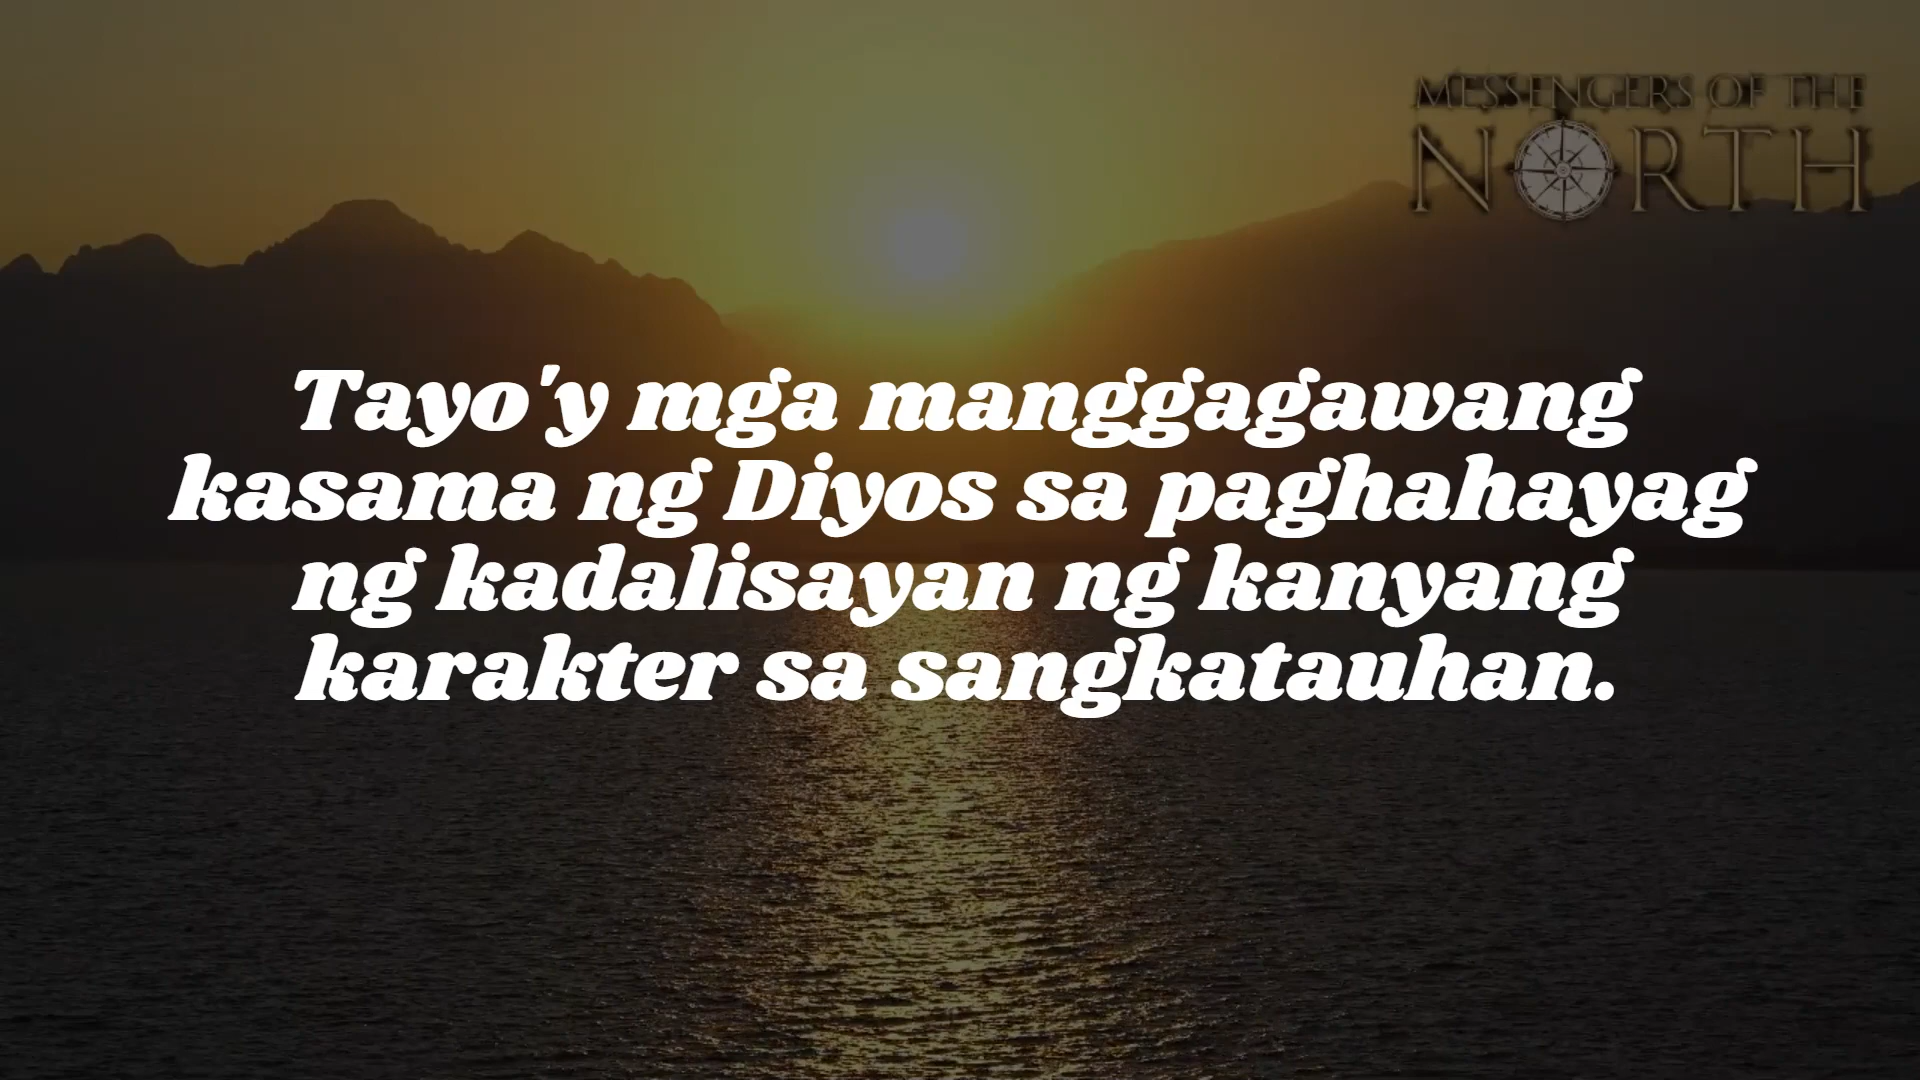 MESSENGERS OF THE
NORTH
Tayo'y mga manggagawang
kasama ng Diyos sa paghahayag
ng kadalisayan ng kanyang
karakter sa sangkatauhan.